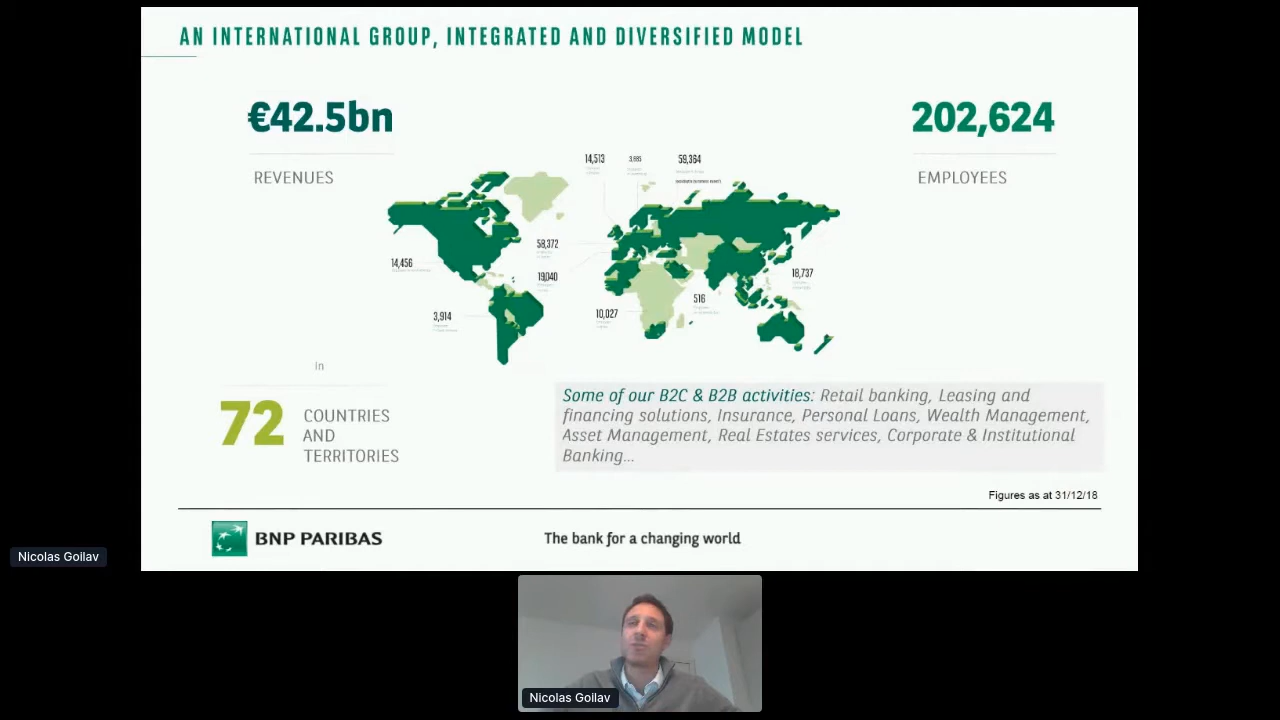 AN INTERNATIONAL GROUP, INTEGRATED AND DIVERSIFIED MODEL
€42.5bn
REVENUES
202,624
EMPLOYEES
14,513
3,885
59,364
58,372
14,456
19,040
18,737
516
10,027
3,914
In
72
COUNTRIES
AND
TERRITORIES
Some of our B2C & B2B activities: Retail banking, Leasing and
financing solutions, Insurance, Personal Loans, Wealth Management,
Asset Management, Real Estates services, Corporate & Institutional
Banking...
Figures as at 31/12/18
BNP PARIBAS
The bank for a changing world
Nicolas Goilav
Nicolas Goilav